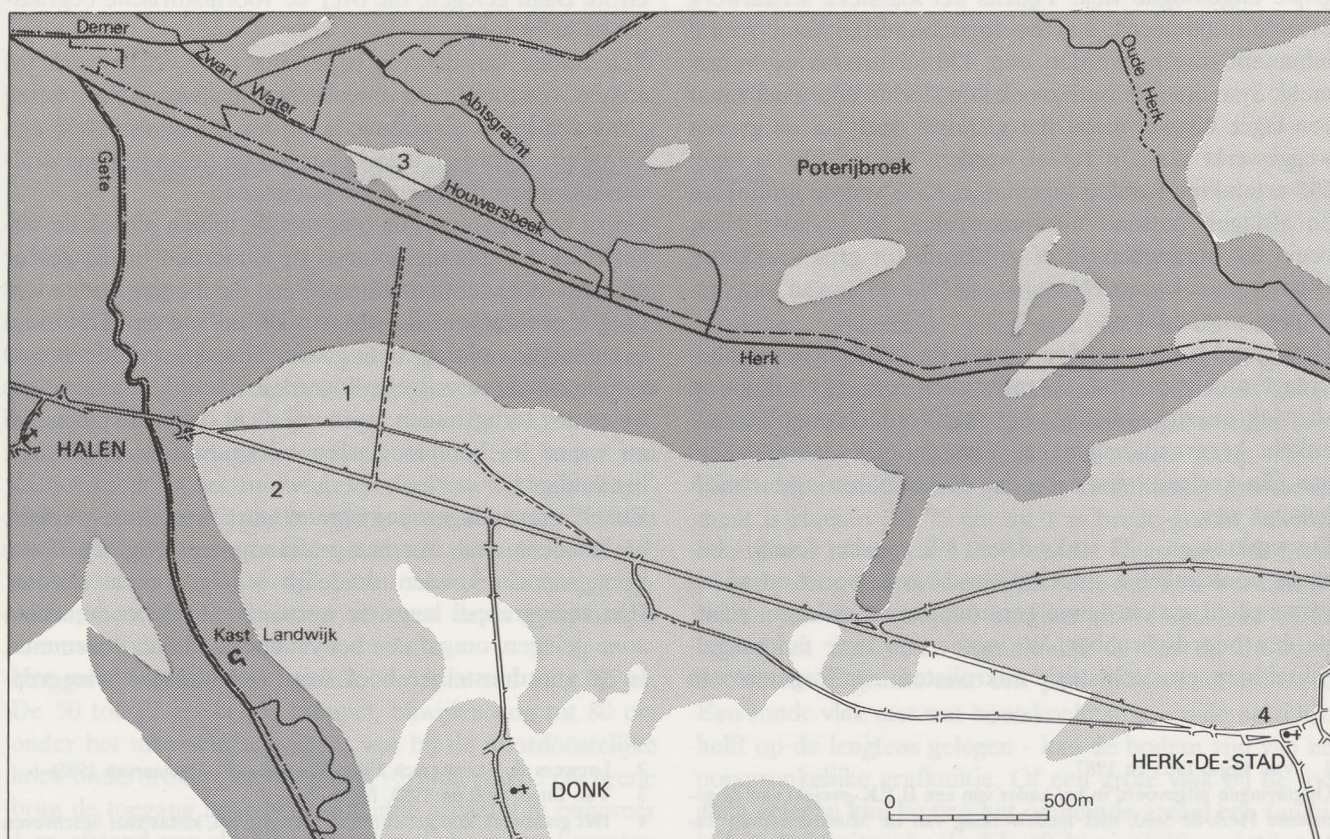 Demer
Zwart Water
Abtsgracht
Oude Herk
Gete
3
Houwersbeek
Poterijbroek
Herk
1
HALEN
2
Kast Landwijk
4
HERK-DE-STAD
DONK
0 500m